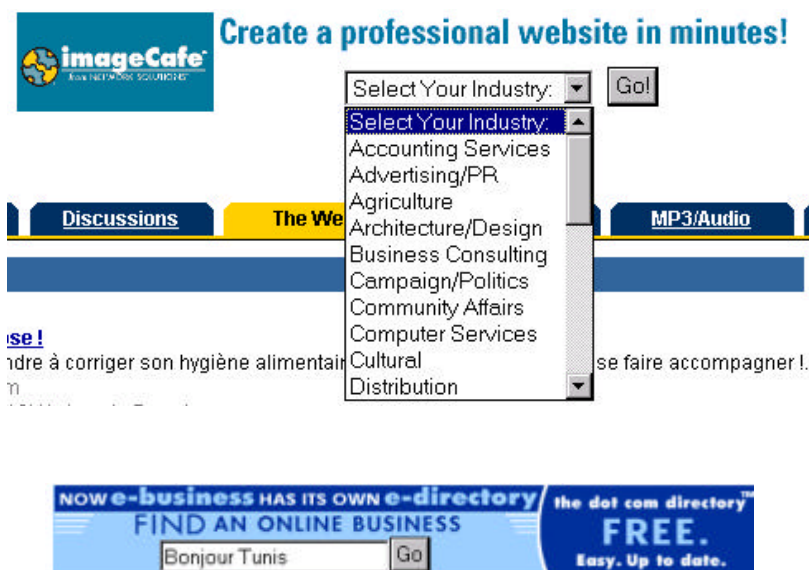 Create a professional website in minutes!
imageCafe
from NETWORK SOLUTIONS
Select Your Industry:
Go!
Select Your Industry:
Accounting Services
Advertising/PR
Agriculture
Architecture/Design
Business Consulting
Campaign/Politics
Community Affairs
Computer Services
Cultural
Distribution
Discussions
The We
MP3/Audio
se !
ndre à corriger son hygiène alimentair
se faire accompagner !.
m
NOW e-business HAS ITS OWN e-directory
FIND AN ONLINE BUSINESS
Bonjour Tunis
Go
the dot com directory™
FREE.
Easy. Up to date.